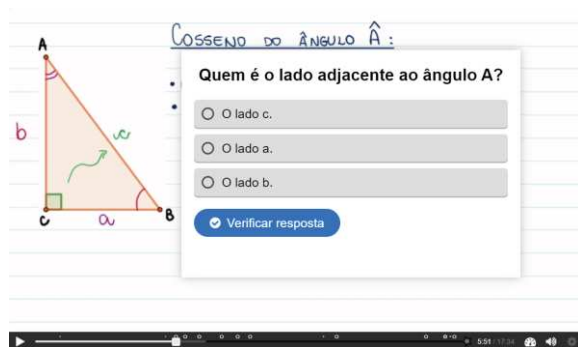 COSSENO DO ÂNGULO Â:
A
Quem é o lado adjacente ao ângulo A?
O lado c.
b
c
O lado a.
O lado b.
C
a
B
Verificar resposta
5:51 / 17:34